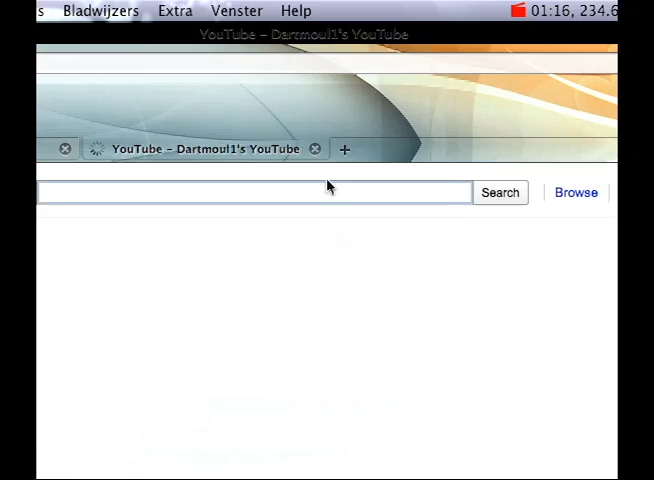 s Bladwijzers Extra Venster Help 01:16, 234.6
YouTube – Dartmoul1's YouTube
YouTube – Dartmoul1's YouTube
Search Browse